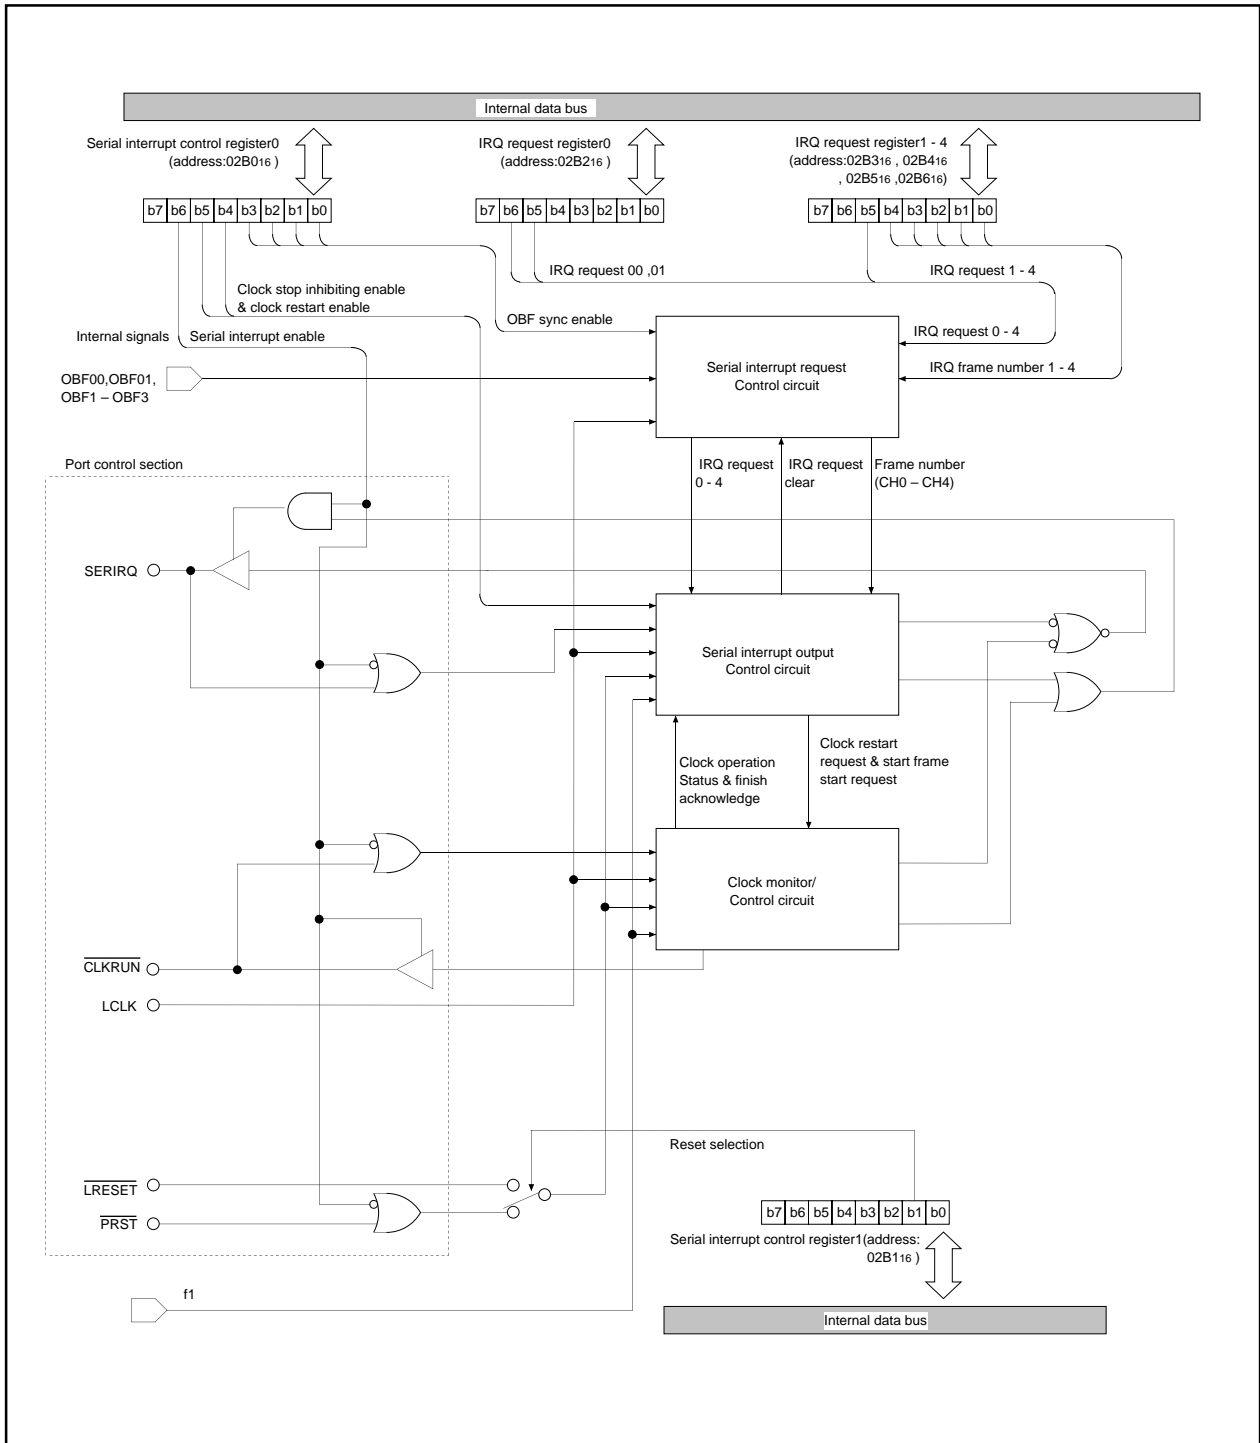 Internal data bus
Serial interrupt control register0
(address:02B016 )
IRQ request register0
(address:02B216 )
IRQ request register1 - 4
(address:02B316 , 02B416
, 02B516 ,02B616)
b7 b6 b5 b4 b3 b2 b1 b0
b7 b6 b5 b4 b3 b2 b1 b0
b7 b6 b5 b4 b3 b2 b1 b0
IRQ request 00 ,01
IRQ request 1 - 4
Clock stop inhibiting enable
& clock restart enable
OBF sync enable
Internal signals
Serial interrupt enable
IRQ request 0 - 4
OBF00,OBF01,
OBF1 – OBF3
Serial interrupt request
Control circuit
IRQ frame number 1 - 4
Port control section
IRQ request
0 - 4
IRQ request
clear
Frame number
(CH0 – CH4)
SERIRQ
Serial interrupt output
Control circuit
Clock operation
Status & finish
acknowledge
Clock restart
request & start frame
start request
Clock monitor/
Control circuit
CLKRUN
LCLK
Reset selection
LRESET
PRST
b7 b6 b5 b4 b3 b2 b1 b0
Serial interrupt control register1(address:
02B116 )
f1
Internal data bus